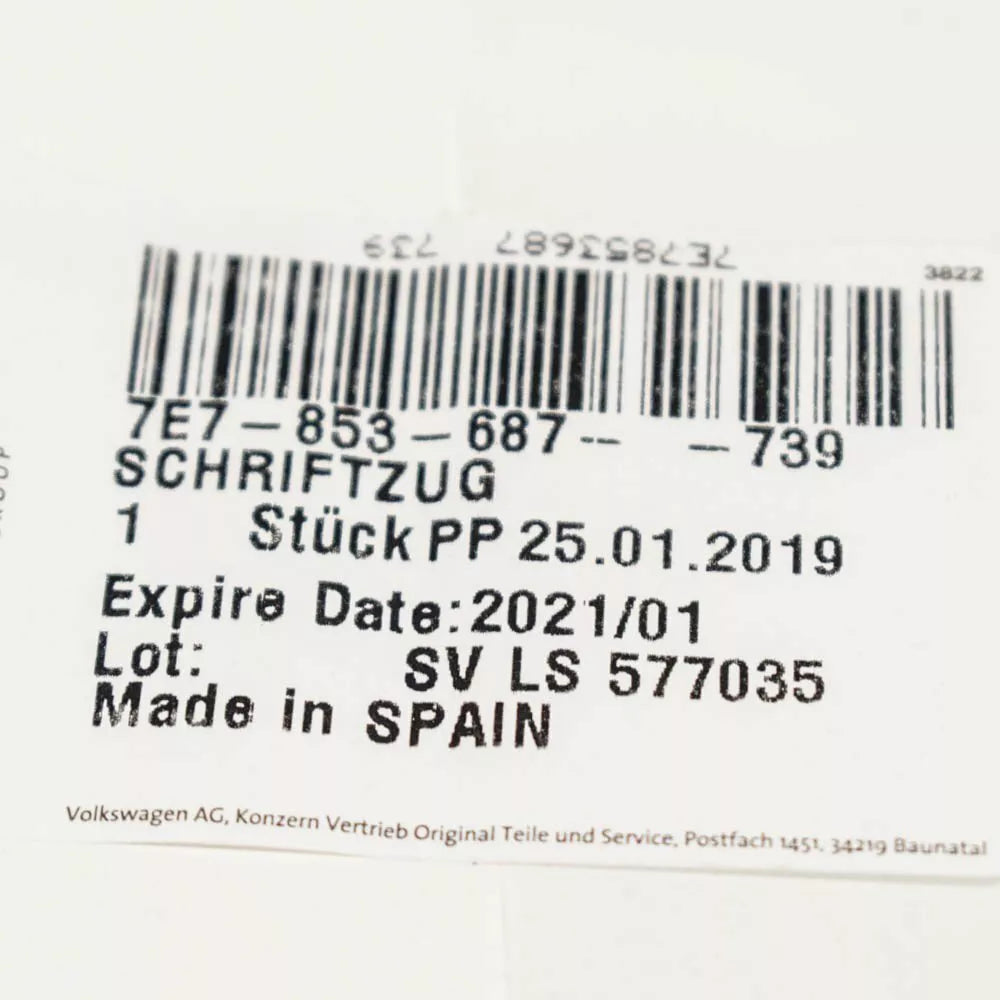 7E7853687 739
3822
7E7-853-687-- -739
SCHRIFTZUG
1 Stück PP 25.01.2019
Expire Date:2021/01
Lot: SV LS 577035
Made in SPAIN
Volkswagen AG, Konzern Vertrieb Original Teile und Service, Postfach 1451, 34219 Baunatal